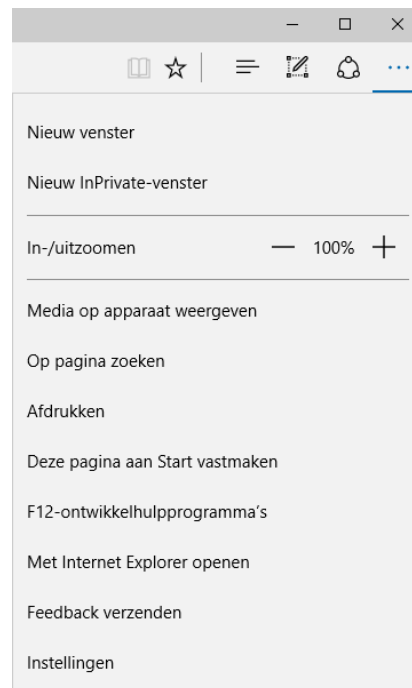 Nieuw venster
Nieuw InPrivate-venster
In-/uitzoomen — 100% +
Media op apparaat weergeven
Op pagina zoeken
Afdrukken
Deze pagina aan Start vastmaken
F12-ontwikkelhulpprogramma's
Met Internet Explorer openen
Feedback verzenden
Instellingen